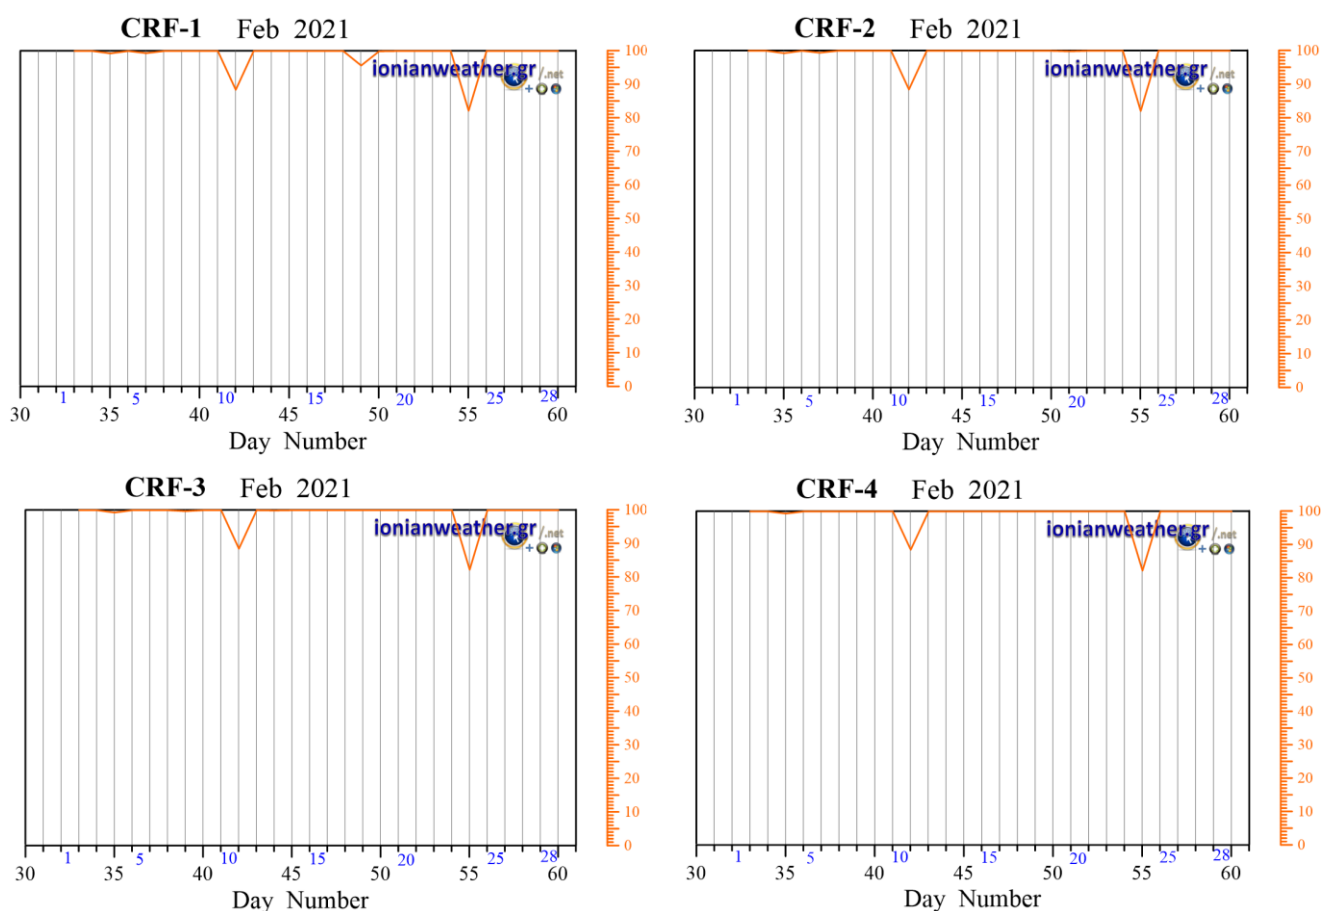 CRF-1 Feb 2021
ionianweather.gr /.net
100
90
80
70
60
50
40
30
20
10
0
1 5 10 15 20 25 28
30 35 40 45 50 55 60
Day Number
CRF-2 Feb 2021
ionianweather.gr /.net
100
90
80
70
60
50
40
30
20
10
0
1 5 10 15 20 25 28
30 35 40 45 50 55 60
Day Number
CRF-3 Feb 2021
ionianweather.gr /.net
100
90
80
70
60
50
40
30
20
10
0
1 5 10 15 20 25 28
30 35 40 45 50 55 60
Day Number
CRF-4 Feb 2021
ionianweather.gr /.net
100
90
80
70
60
50
40
30
20
10
0
1 5 10 15 20 25 28
30 35 40 45 50 55 60
Day Number